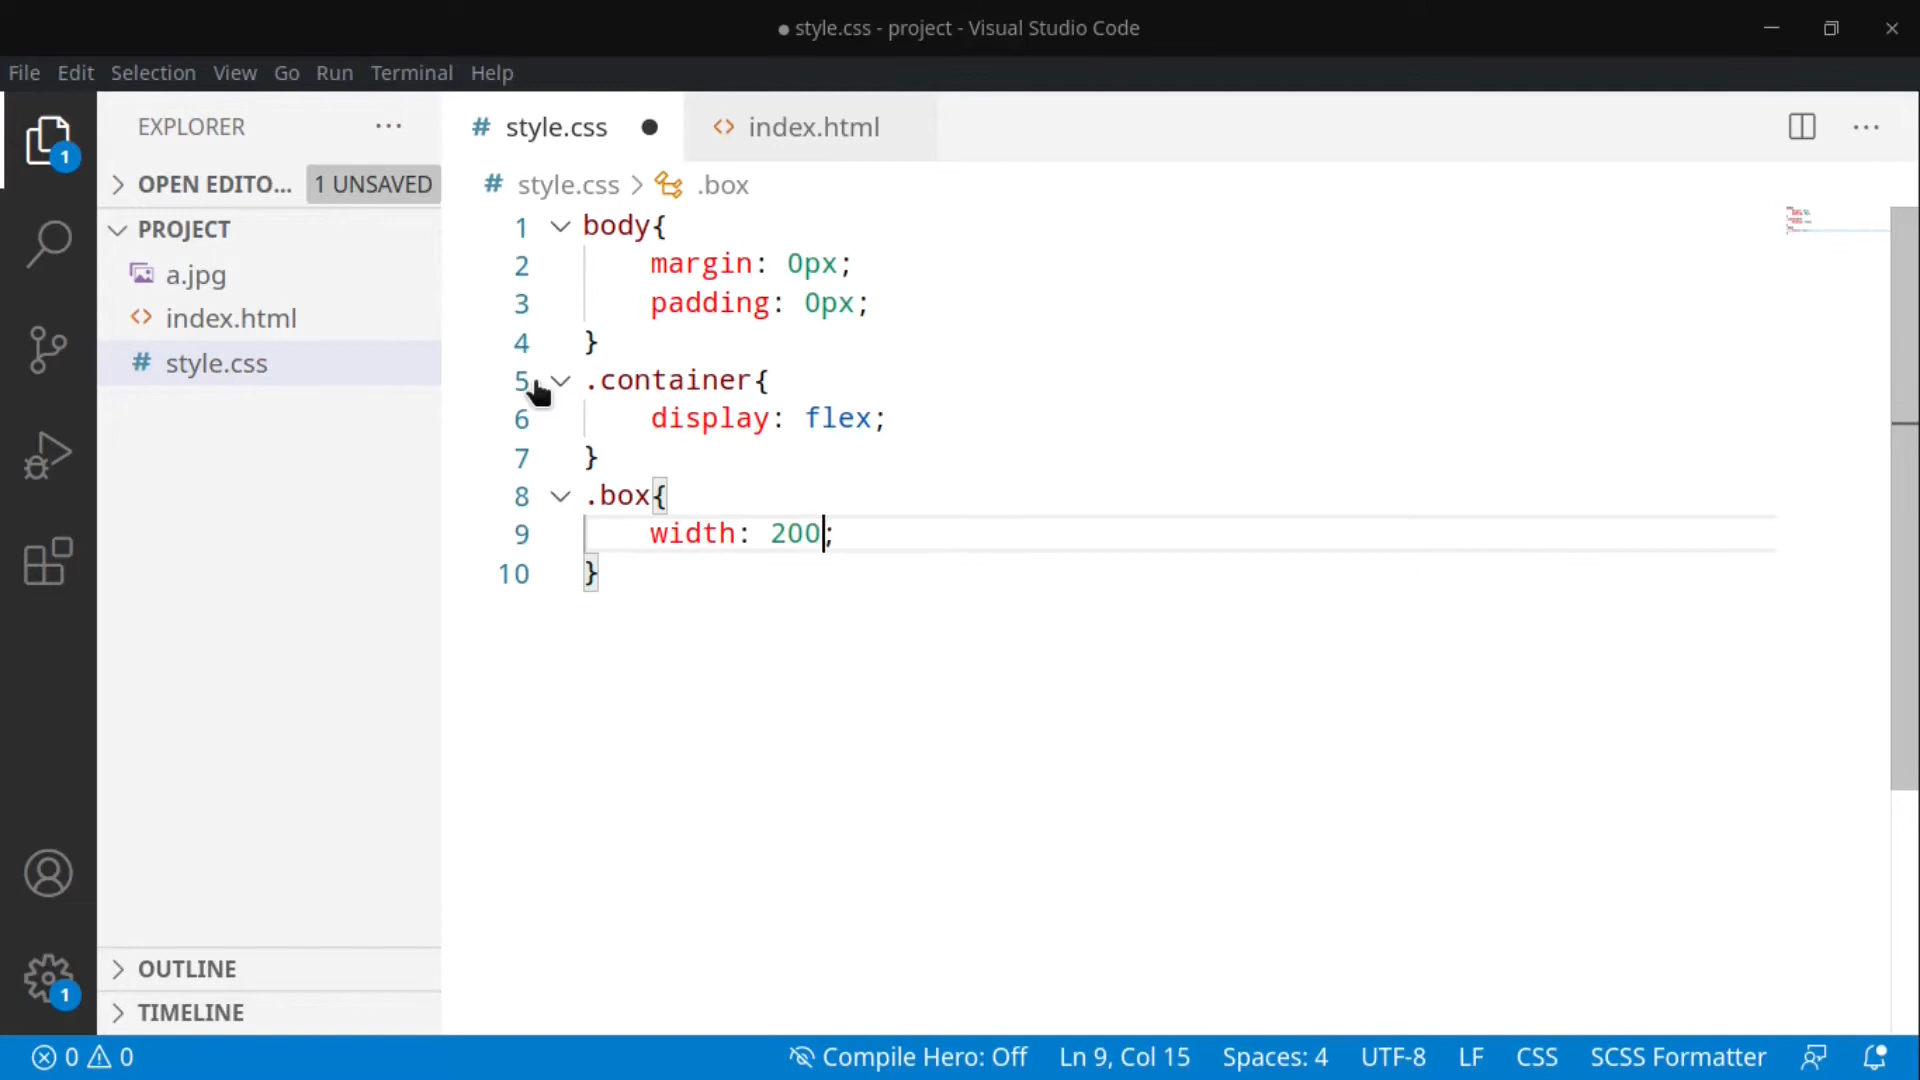 ● style.css - project - Visual Studio Code
File Edit Selection View Go Run Terminal Help
EXPLORER
OPEN EDITO... 1 UNSAVED
PROJECT
a.jpg
index.html
# style.css
OUTLINE
TIMELINE
# style.css ● <> index.html
# style.css > .box
1 body{
2     margin: 0px;
3     padding: 0px;
4 }
5 .container{
6     display: flex;
7 }
8 .box{
9     width: 200;
10 }
1
1
0 0 Compile Hero: Off Ln 9, Col 15 Spaces: 4 UTF-8 LF CSS SCSS Formatter